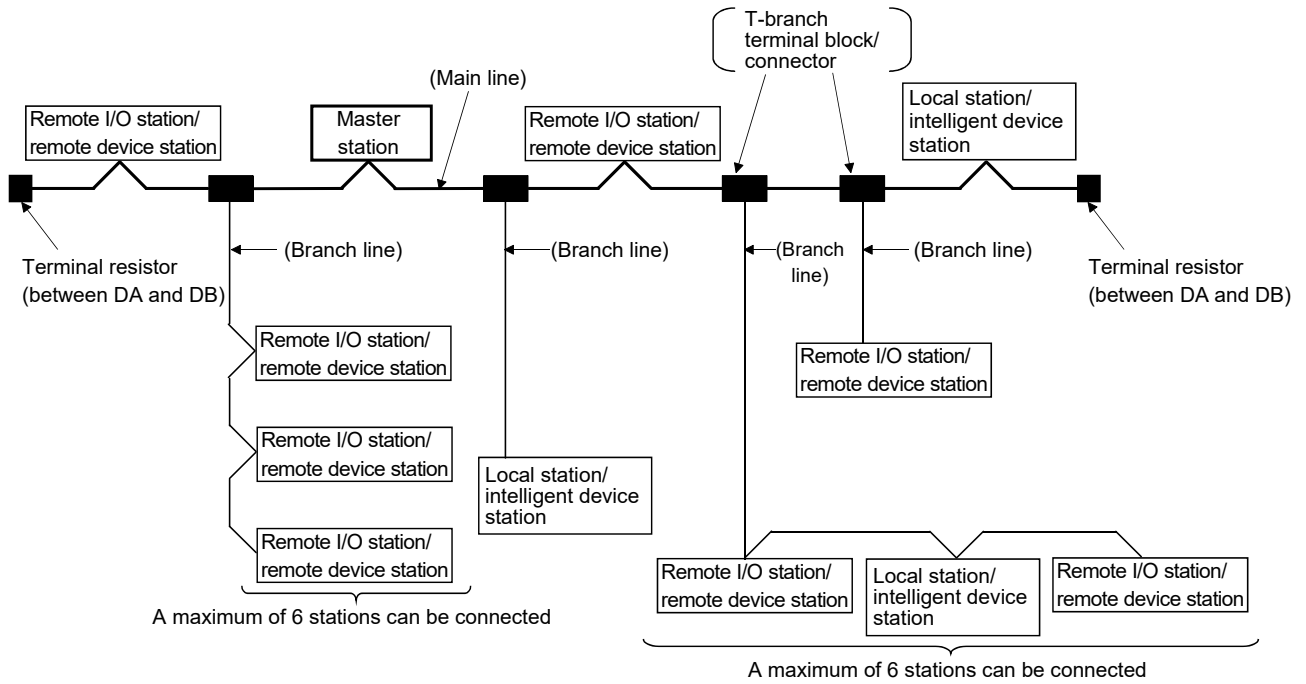 T-branch
terminal block/
connector
(Main line)
Remote I/O station/
remote device station
Master
station
Remote I/O station/
remote device station
Local station/
intelligent device
station
Terminal resistor
(between DA and DB)
(Branch line)
(Branch line)
(Branch
line)
(Branch line)
Terminal resistor
(between DA and DB)
Remote I/O station/
remote device station
Remote I/O station/
remote device station
Remote I/O station/
remote device station
A maximum of 6 stations can be connected
Local station/
intelligent device
station
Remote I/O station/
remote device station
Remote I/O station/
remote device station
Local station/
intelligent device
station
Remote I/O station/
remote device station
A maximum of 6 stations can be connected